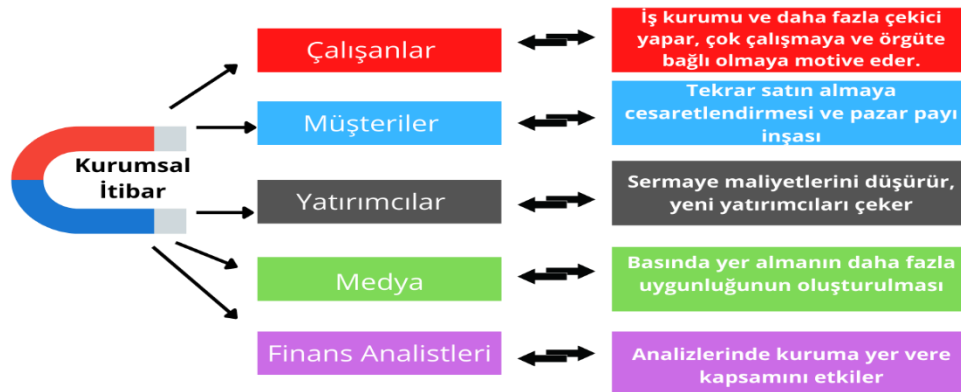 Kurumsal
İtibar
Çalışanlar
İş kurumu ve daha fazla çekici
yapar, çok çalışmaya ve örgüte
bağlı olmaya motive eder.
Müşteriler
Tekrar satın almaya
cesaretlendirmesi ve pazar payı
inşası
Yatırımcılar
Sermaye maliyetlerini düşürür,
yeni yatırımcıları çeker
Medya
Basında yer almanın daha fazla
uygunluğunun oluşturulması
Finans Analistleri
Analizlerinde kuruma yer vere
kapsamını etkiler